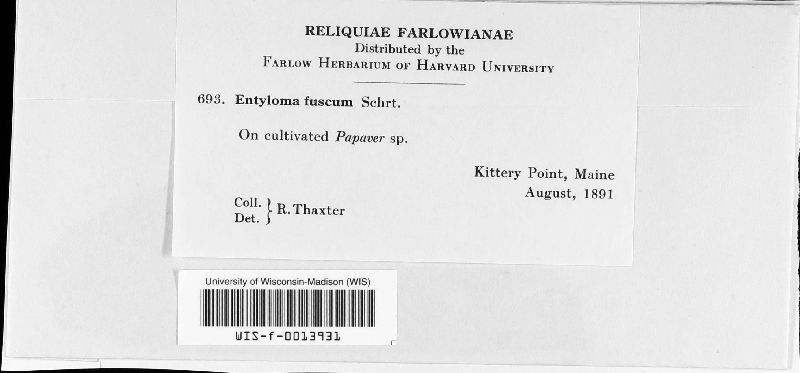 RELIQUIAE FARLOWIANAE
Distributed by the
FARLOW HERBARIUM OF HARVARD UNIVERSITY
693. Entyloma fuscum Schrt.
On cultivated Papaver sp.
Kittery Point, Maine
August, 1891
Coll.
Det. } R. Thaxter
University of Wisconsin-Madison (WIS)
WIS-f-0013931